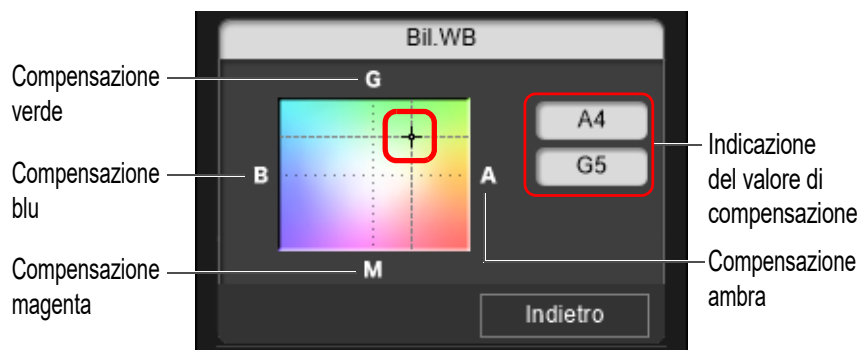 Bil.WB
Compensazione
verde
G
A4
G5
Compensazione
blu
B
A
Indicazione
del valore di
compensazione
Compensazione
magenta
M
Compensazione
ambra
Indietro